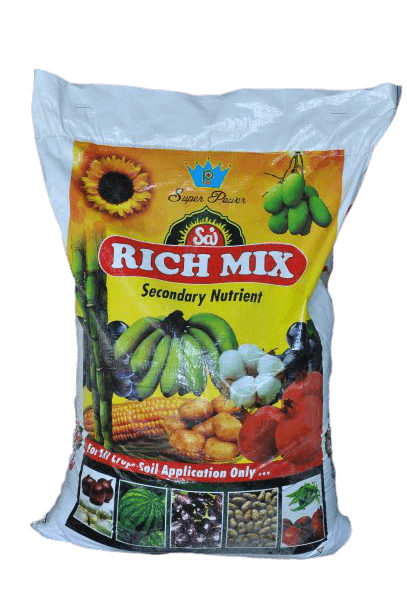 Super Power
Sai
RICH MIX
Secondary Nutrient
For All Crops Soil Application Only ...